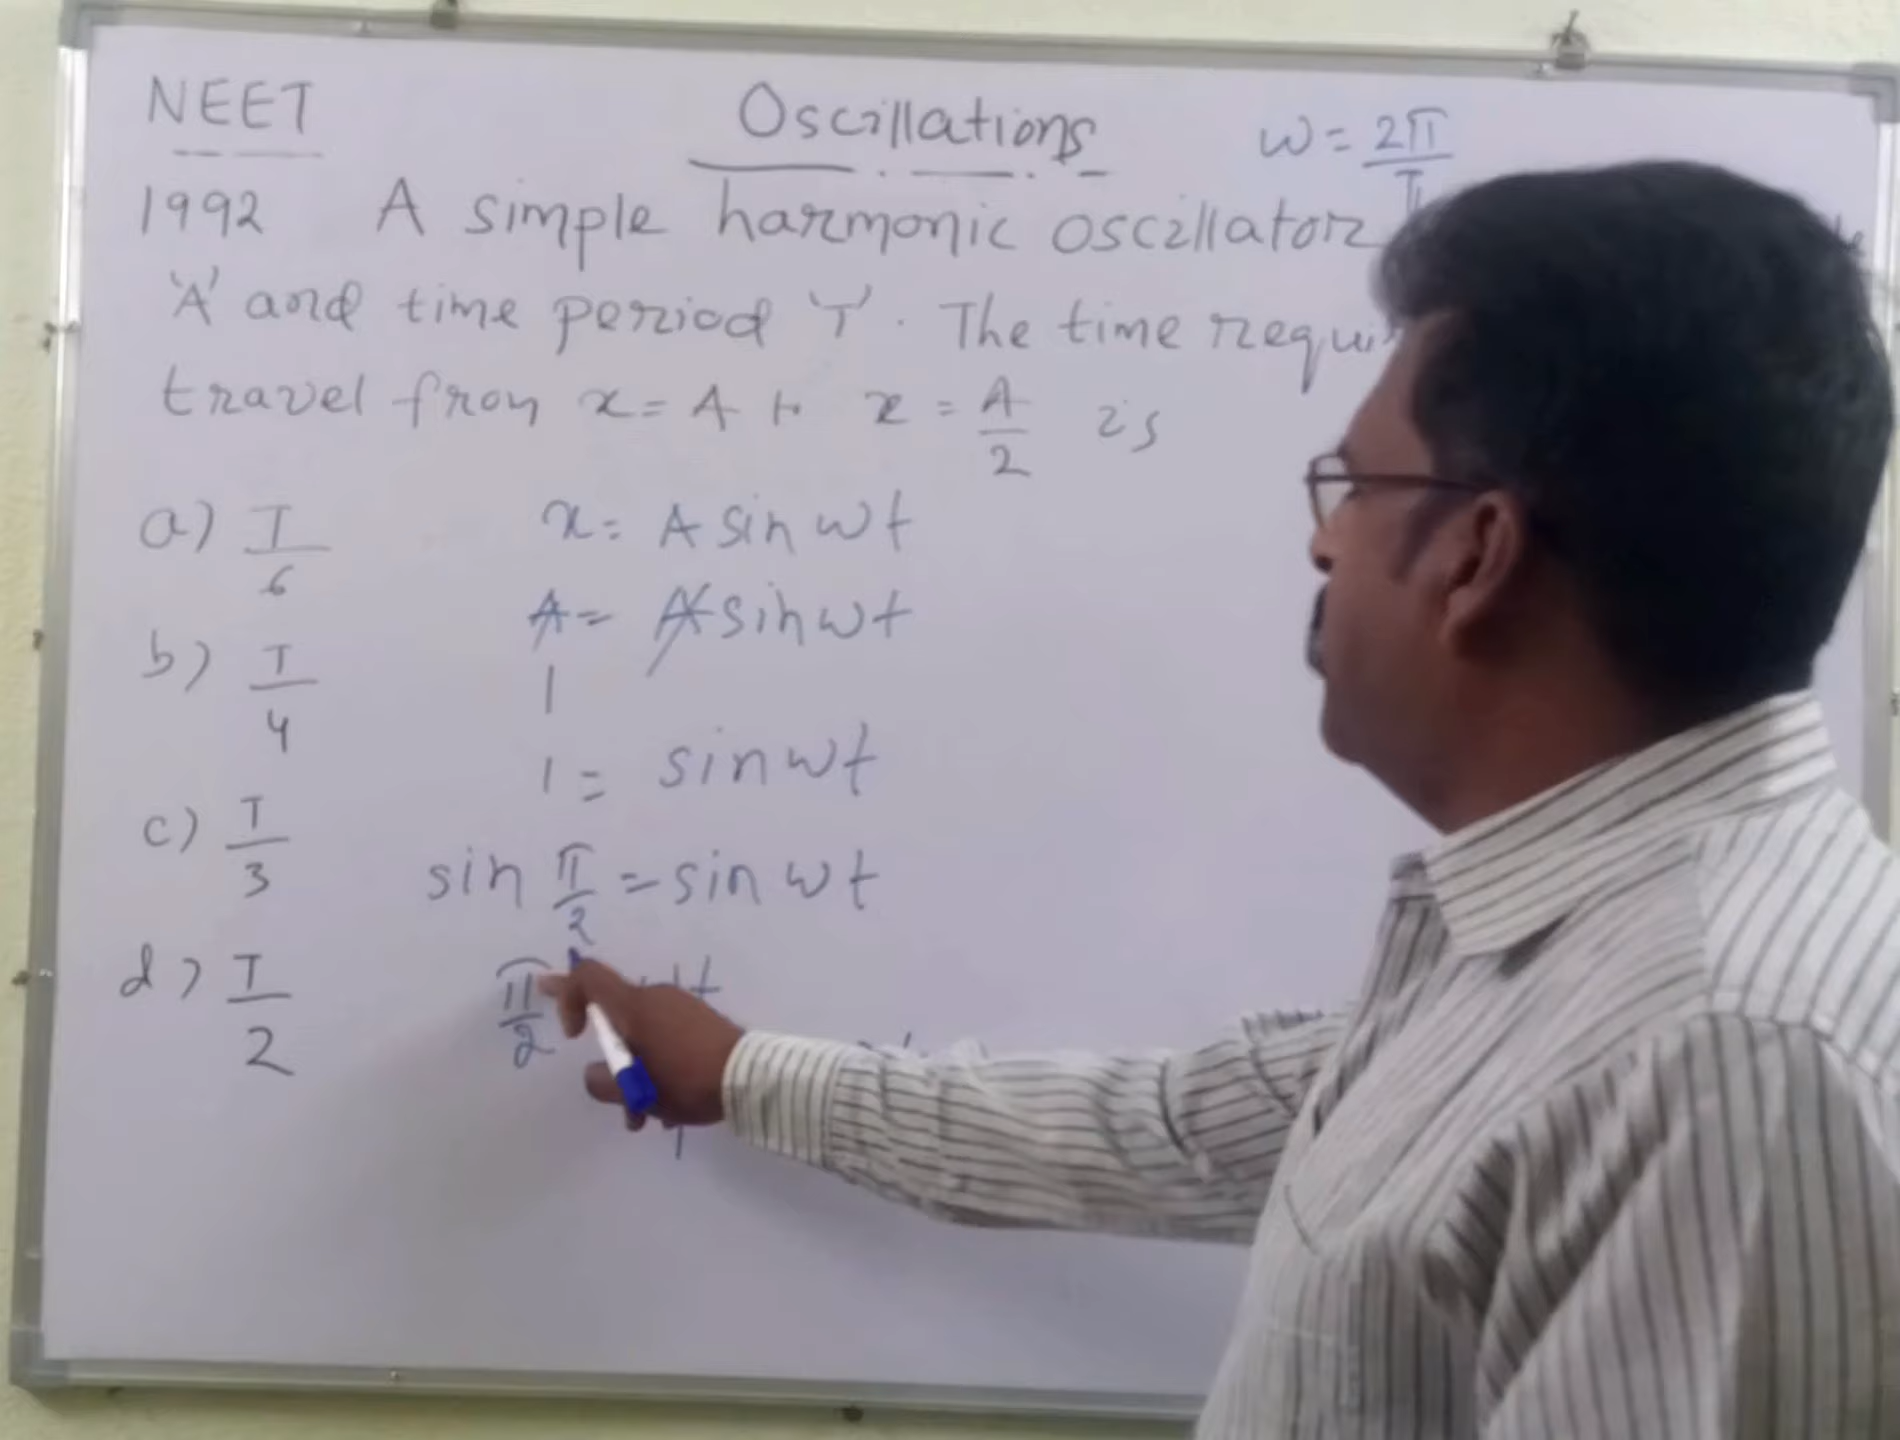 NEET Oscillations ω = 2π/T
1992 A simple harmonic oscillator
'A' and time period 'T'. The time requi
travel from x = A to x = A/2 is
a) T/6
x = A sin ωt
A = A sin ωt
b) T/4
1
1 = sin ωt
c) T/3
sin π/2 = sin ωt
d) T/2
π/2 ωt